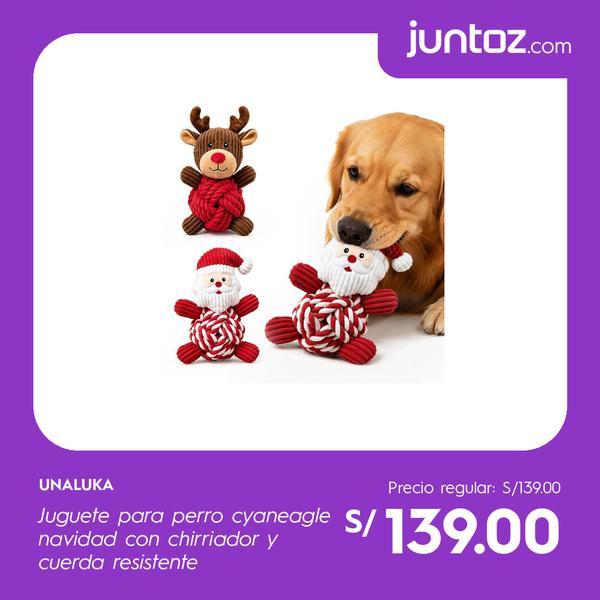 juntoz.com
UNALUKA
Juguete para perro cyaneagle
navidad con chirriador y
cuerda resistente
Precio regular: S/139.00
S/139.00